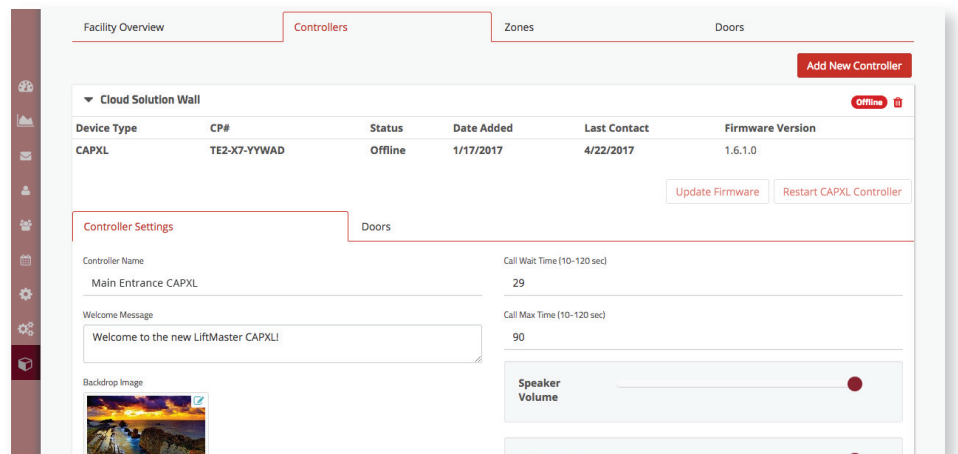 Facility Overview Controllers Zones Doors
Add New Controller
Cloud Solution Wall Offline
Device Type CP# Status Date Added Last Contact Firmware Version
CAPXL TE2-X7-YYWAD Offline 1/17/2017 4/22/2017 1.6.1.0
Update Firmware Restart CAPXL Controller
Controller Settings Doors
Controller Name Call Wait Time (10-120 sec)
Main Entrance CAPXL 29
Welcome Message Call Max Time (10-120 sec)
Welcome to the new LiftMaster CAPXL! 90
Backdrop Image Speaker
Volume